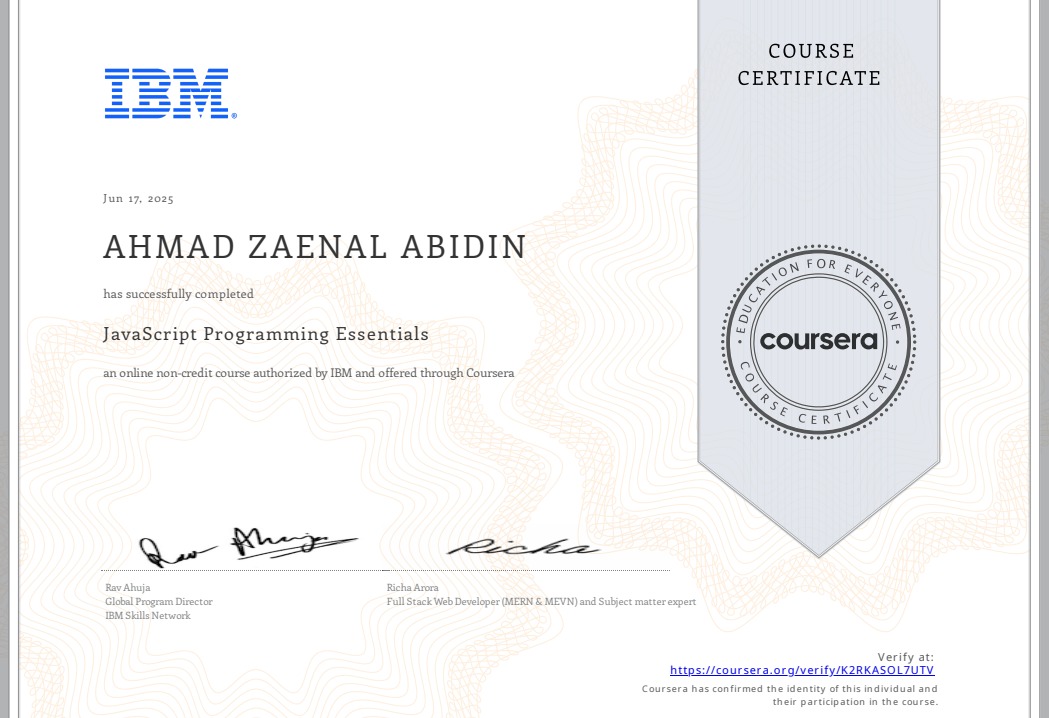 COURSE
CERTIFICATE
IBM®
Jun 17, 2025
AHMAD ZAENAL ABIDIN
has successfully completed
JavaScript Programming Essentials
an online non-credit course authorized by IBM and offered through Coursera
EDUCATION FOR EVERYONE
coursera
COURSE CERTIFICATE
Rav Ahuja
Richa
Rav Ahuja
Global Program Director
IBM Skills Network
Richa Arora
Full Stack Web Developer (MERN & MEVN) and Subject matter expert
Verify at:
https://coursera.org/verify/K2RKASOL7UTV
Coursera has confirmed the identity of this individual and
their participation in the course.